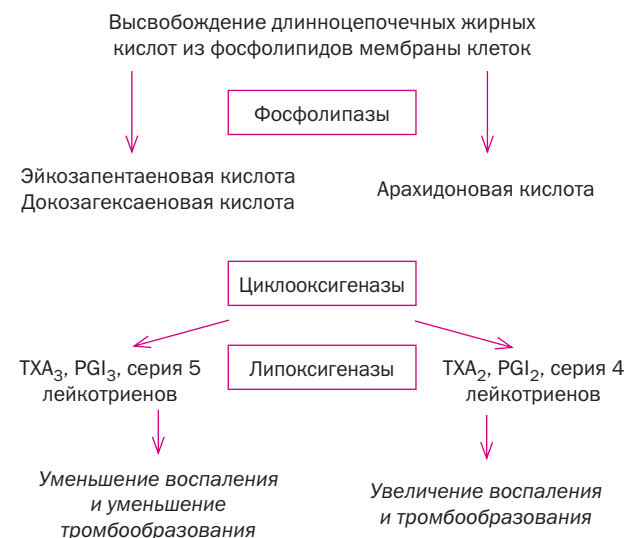 Высвобождение длинноцепочечных жирных
кислот из фосфолипидов мембраны клеток
Фосфолипазы
Эйкозапентаеновая кислота
Докозагексаеновая кислота
Арахидоновая кислота
Циклооксигеназы
TXA₃, PGI₃, серия 5
лейкотриенов
Липоксигеназы
TXA₂, PGI₂, серия 4
лейкотриенов
Уменьшение воспаления
и уменьшение
тромбообразования
Увеличение воспаления
и тромбообразования